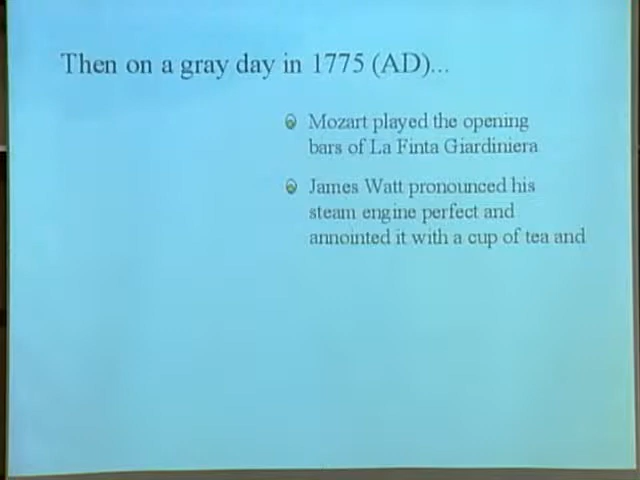 Then on a gray day in 1775 (AD)...
Mozart played the opening
bars of La Finta Giardiniera
James Watt pronounced his
steam engine perfect and
annointed it with a cup of tea and